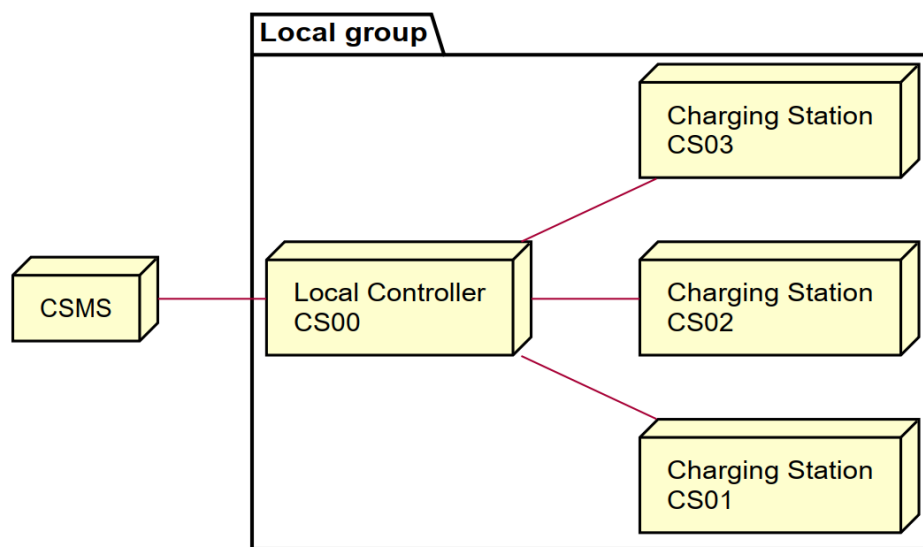 Local group
Charging Station
CS03
CSMS
Local Controller
CS00
Charging Station
CS02
Charging Station
CS01